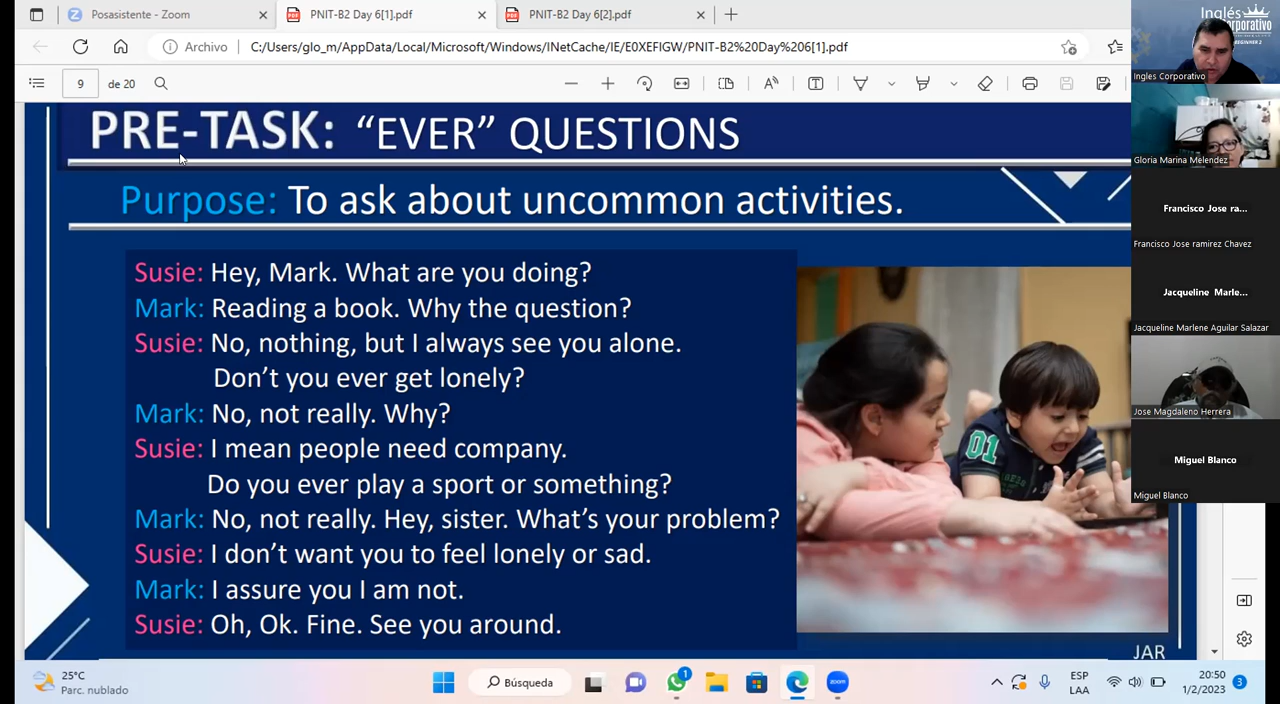 Posasistente - Zoom
PNIT-B2 Day 6[1].pdf
PNIT-B2 Day 6[2].pdf
Archivo
C:/Users/glo_m/AppData/Local/Microsoft/Windows/INetCache/IE/E0XEFIGW/PNIT-B2%20Day%206[1].pdf
9 de 20
PRE-TASK: “EVER” QUESTIONS
Purpose: To ask about uncommon activities.
Susie: Hey, Mark. What are you doing?
Mark: Reading a book. Why the question?
Susie: No, nothing, but I always see you alone.
Don’t you ever get lonely?
Mark: No, not really. Why?
Susie: I mean people need company.
Do you ever play a sport or something?
Mark: No, not really. Hey, sister. What’s your problem?
Susie: I don’t want you to feel lonely or sad.
Mark: I assure you I am not.
Susie: Oh, Ok. Fine. See you around.
01
JAR
Inglés
Corporativo
BEGINNER 2
Ingles Corporativo
Gloria Marina Melendez
Francisco Jose ra...
Francisco Jose ramirez Chavez
Jacqueline Marle...
Jacqueline Marlene Aguilar Salazar
Jose Magdaleno Herrera
Miguel Blanco
Miguel Blanco
25°C
Parc. nublado
Búsqueda
1
zoom
ESP
LAA
20:50
1/2/2023
3